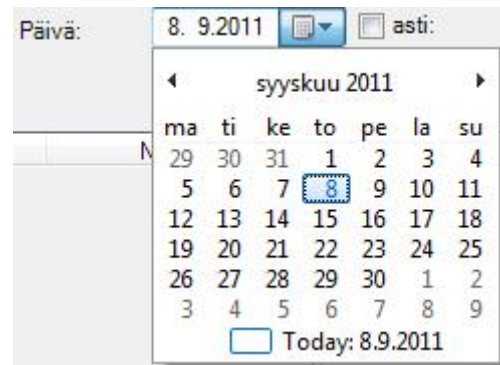 Päivä: 8. 9.2011 asti:
syyskuu 2011
N
ma ti ke to pe la su
29 30 31 1 2 3 4
5 6 7 8 9 10 11
12 13 14 15 16 17 18
19 20 21 22 23 24 25
26 27 28 29 30 1 2
3 4 5 6 7 8 9
Today: 8.9.2011